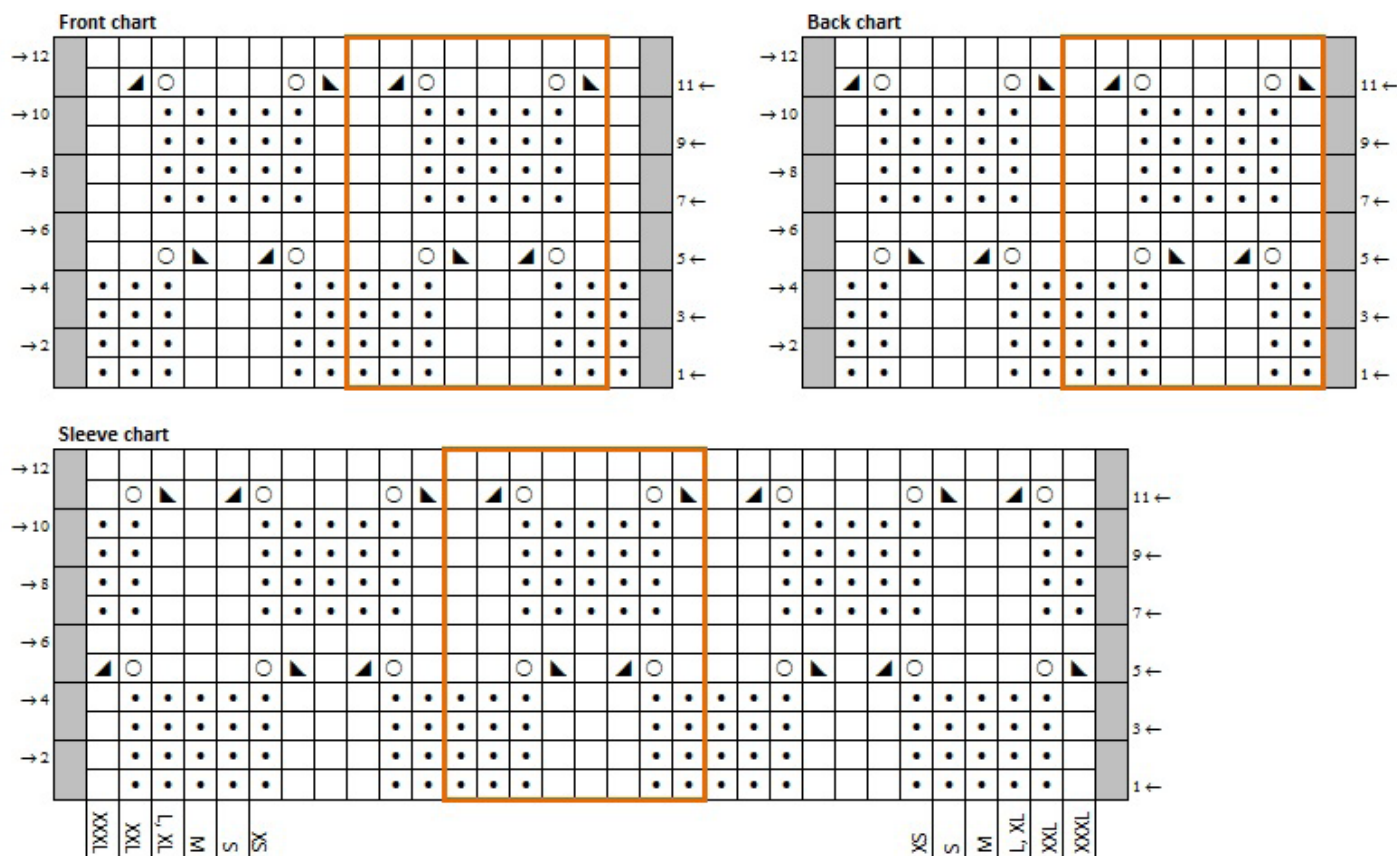 Front chart
Back chart
→ 12
→ 12
11 ←
11 ←
→ 10
→ 10
9 ←
9 ←
→ 8
→ 8
7 ←
7 ←
→ 6
→ 6
5 ←
5 ←
→ 4
→ 4
3 ←
3 ←
→ 2
→ 2
1 ←
1 ←
Sleeve chart
→ 12
11 ←
→ 10
9 ←
→ 8
7 ←
→ 6
5 ←
→ 4
3 ←
→ 2
1 ←
XXXL
XXL
L, XL
M
S
XS
XS
S
M
L, XL
XXL
XXXL